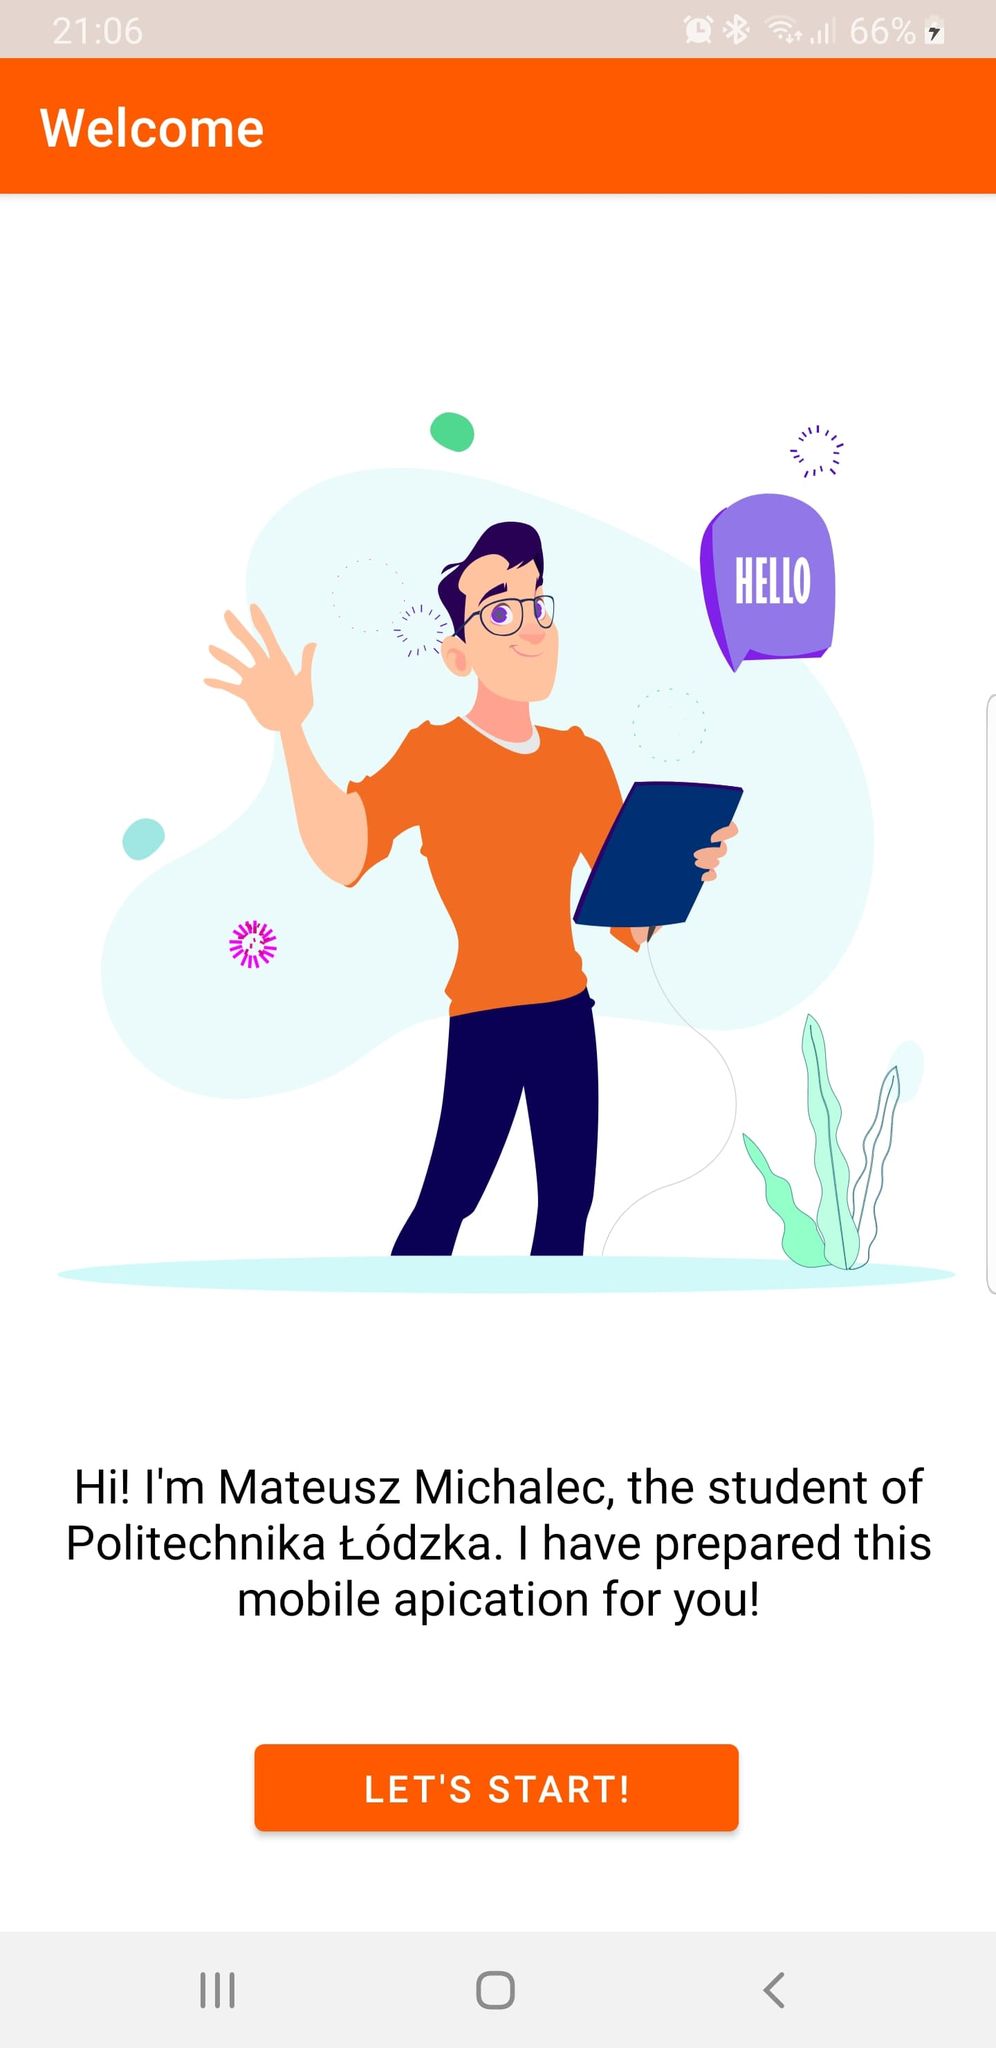 21:06
66%
Welcome
HELLO
Hi! I'm Mateusz Michalec, the student of
Politechnika Łódzka. I have prepared this
mobile apication for you!
LET'S START!